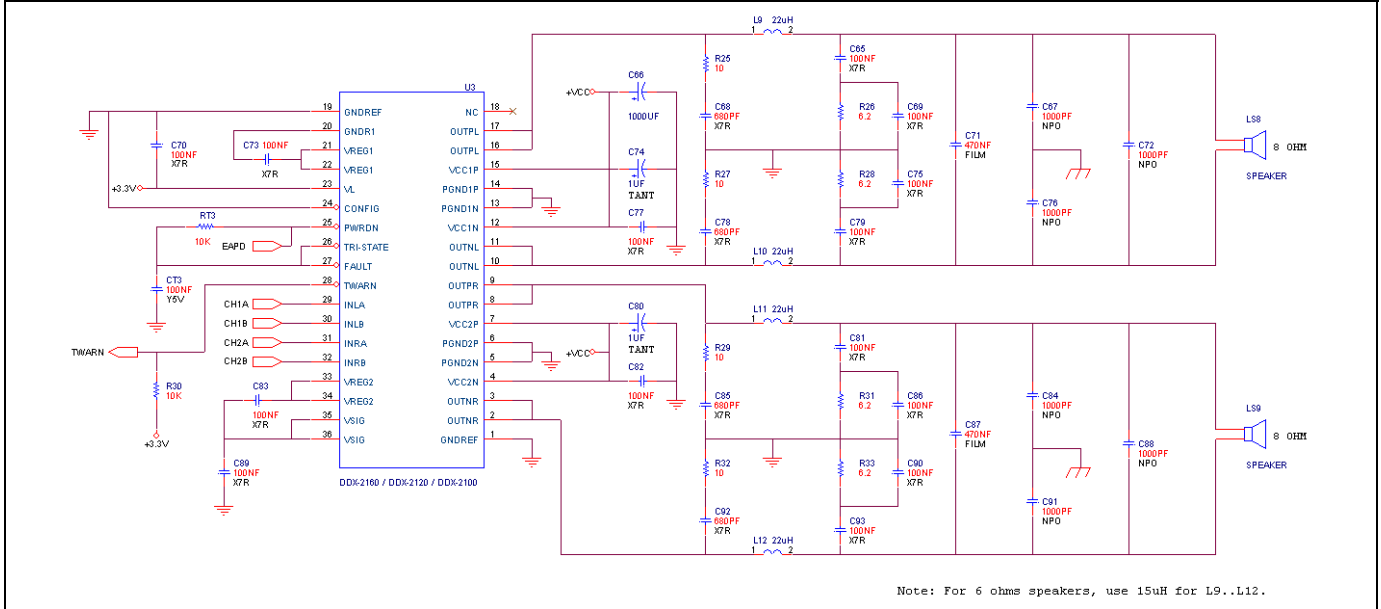 L9 22uH
1 2
R25
10
C68
680PF
X7R
R27
10
C78
680PF
X7R
L10 22uH
1 2
C65
100NF
X7R
R26
6.2
C69
100NF
X7R
R28
6.2
C75
100NF
X7R
C79
100NF
X7R
C71
470NF
FILM
C67
1000PF
NPO
C76
1000PF
NPO
C72
1000PF
NPO
LS8
8 OHM
SPEAKER
+VCC
C66
1000UF
C74
1UF
TANT
C77
100NF
X7R
U3
19 GNDREF
20 GNDR1
21 VREG1
22 VREG1
23 VL
24 CONFIG
25 PWRDN
26 TRI-STATE
27 FAULT
28 TWARN
29 INLA
30 INLB
31 INRA
32 INRB
33 VREG2
34 VREG2
35 VSIG
36 VSIG
NC 18
OUTPL 17
OUTPL 16
VCC1P 15
PGND1P 14
PGND1N 13
VCC1N 12
OUTNL 11
OUTNL 10
OUTPR 9
OUTPR 8
VCC2P 7
PGND2P 6
PGND2N 5
VCC2N 4
OUTNR 3
OUTNR 2
GNDREF 1
DDX-2160 / DDX-2120 / DDX-2100
C70
100NF
X7R
C73 100NF
X7R
+3.3V
RT3
10K
EAPD
CT3
100NF
Y5V
CH1A
CH1B
CH2A
CH2B
TWARN
R30
10K
+3.3V
C83
100NF
X7R
C89
100NF
X7R
+VCC
C80
1UF
TANT
C82
100NF
X7R
L11 22uH
1 2
R29
10
C85
680PF
X7R
R32
10
C92
680PF
X7R
L12 22uH
1 2
C81
100NF
X7R
R31
6.2
C86
100NF
X7R
R33
6.2
C90
100NF
X7R
C93
100NF
X7R
C87
470NF
FILM
C84
1000PF
NPO
C91
1000PF
NPO
C88
1000PF
NPO
LS9
8 OHM
SPEAKER
Note: For 6 ohms speakers, use 15uH for L9..L12.